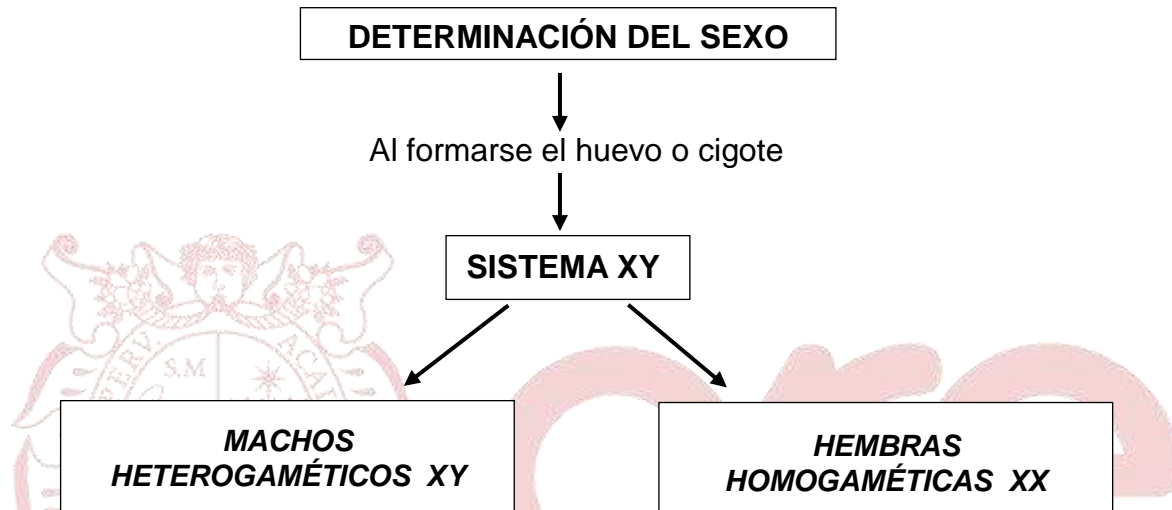 DETERMINACIÓN DEL SEXO
Al formarse el huevo o cigote
SISTEMA XY
MACHOS
HETEROGAMÉTICOS XY
HEMBRAS
HOMOGAMÉTICAS XX
S.M